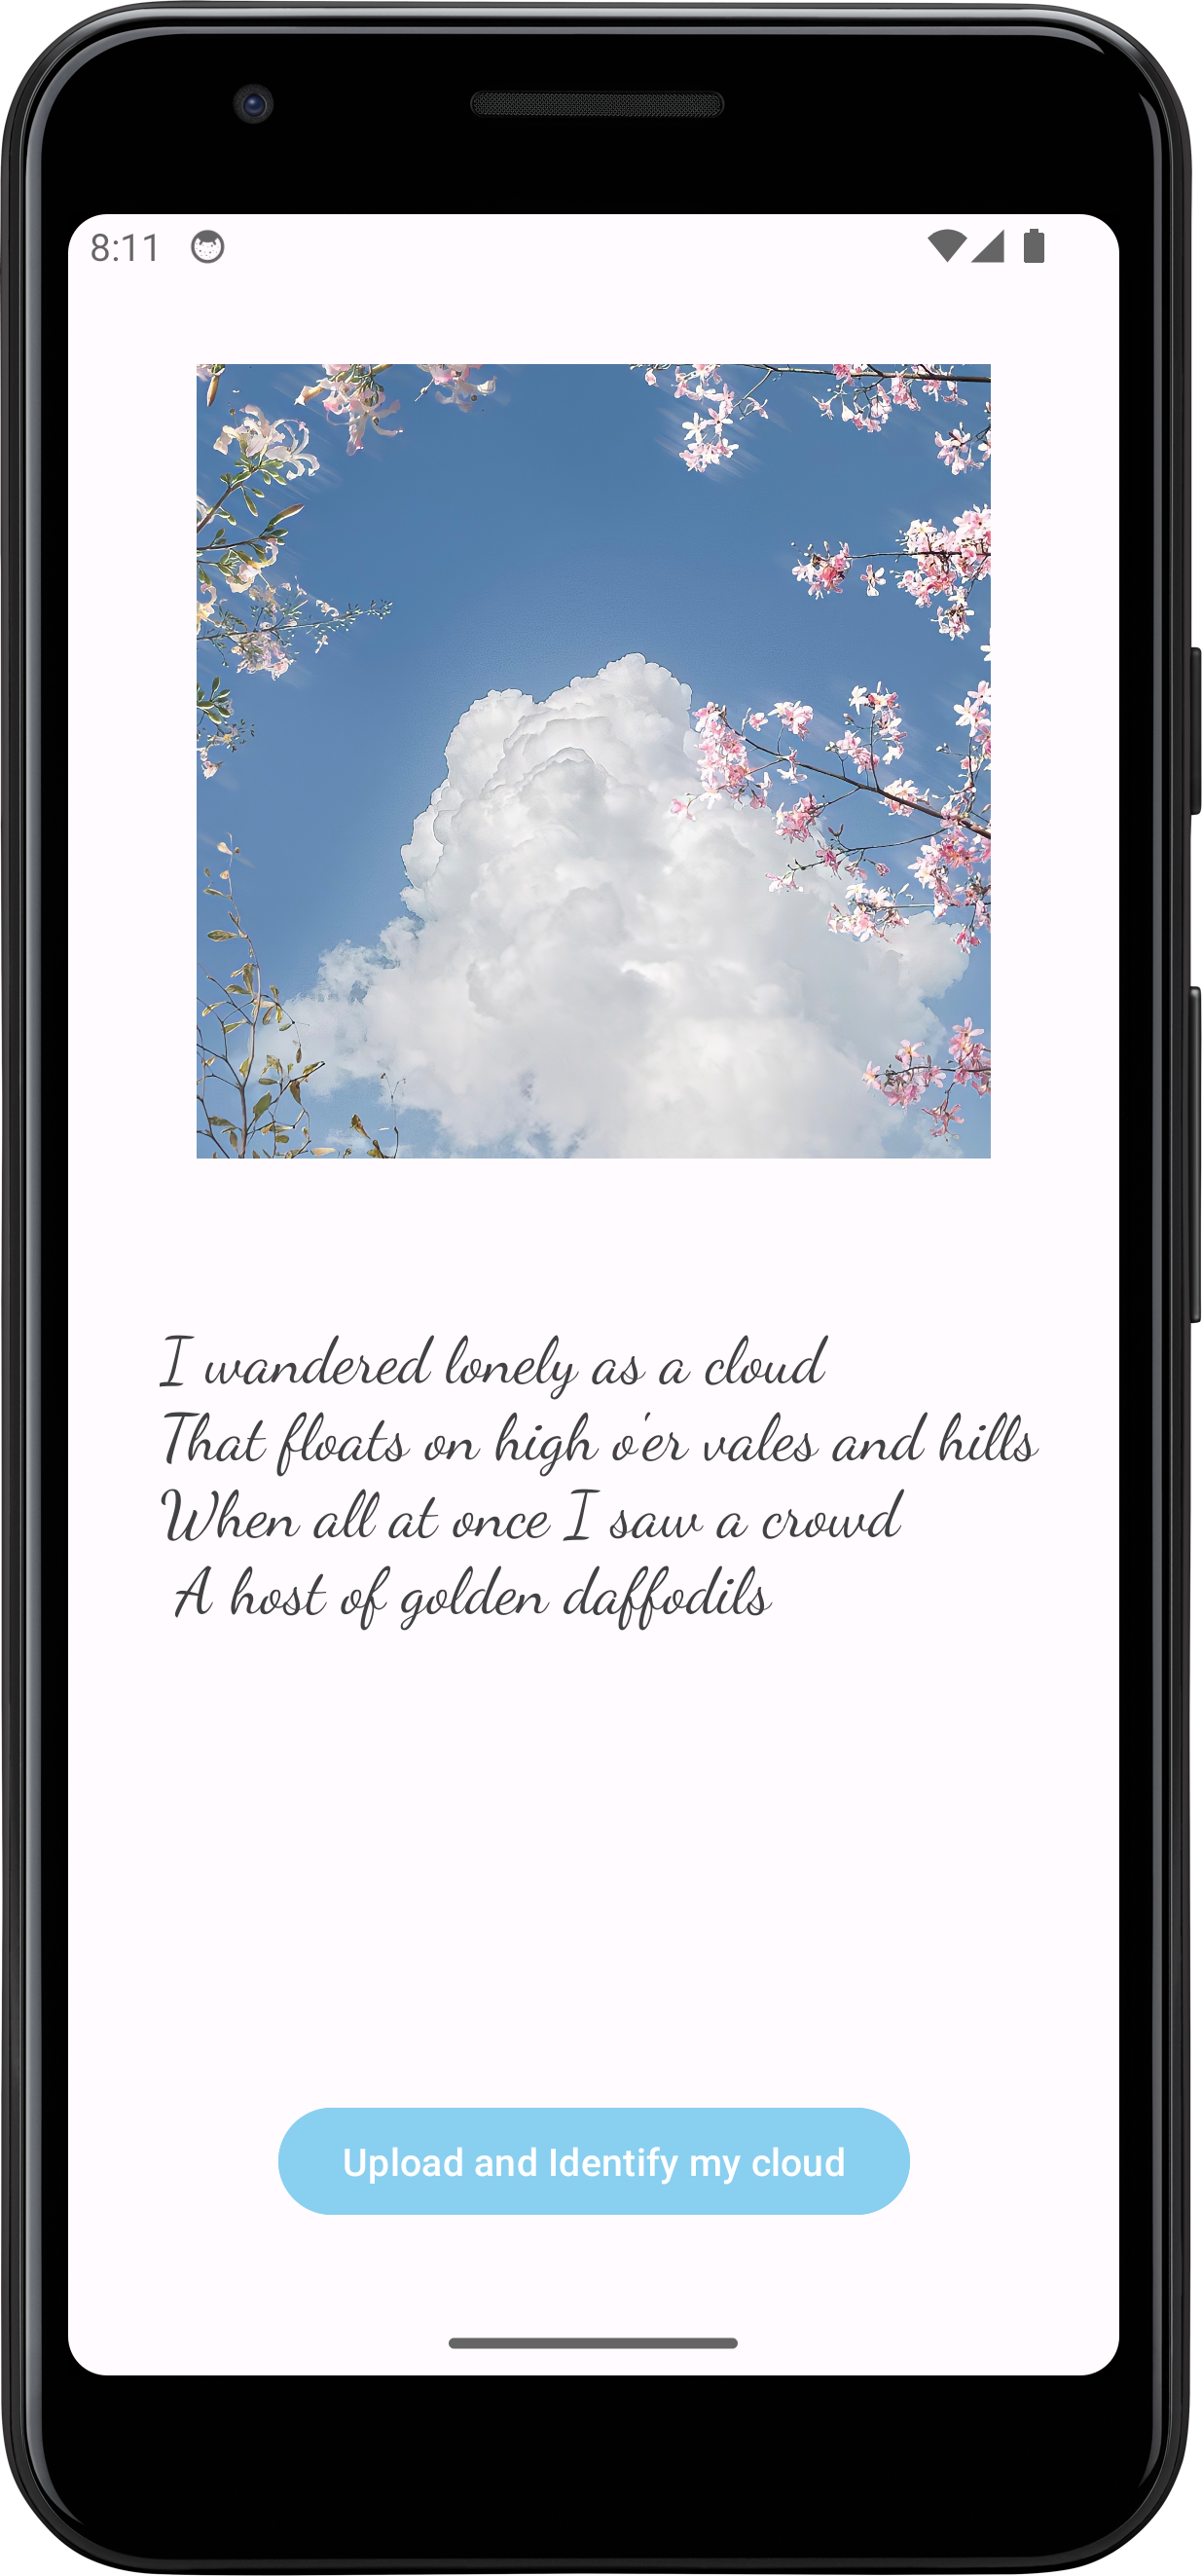 8:11
I wandered lonely as a cloud
That floats on high o'er vales and hills
When all at once I saw a crowd
A host of golden daffodils
Upload and Identify my cloud